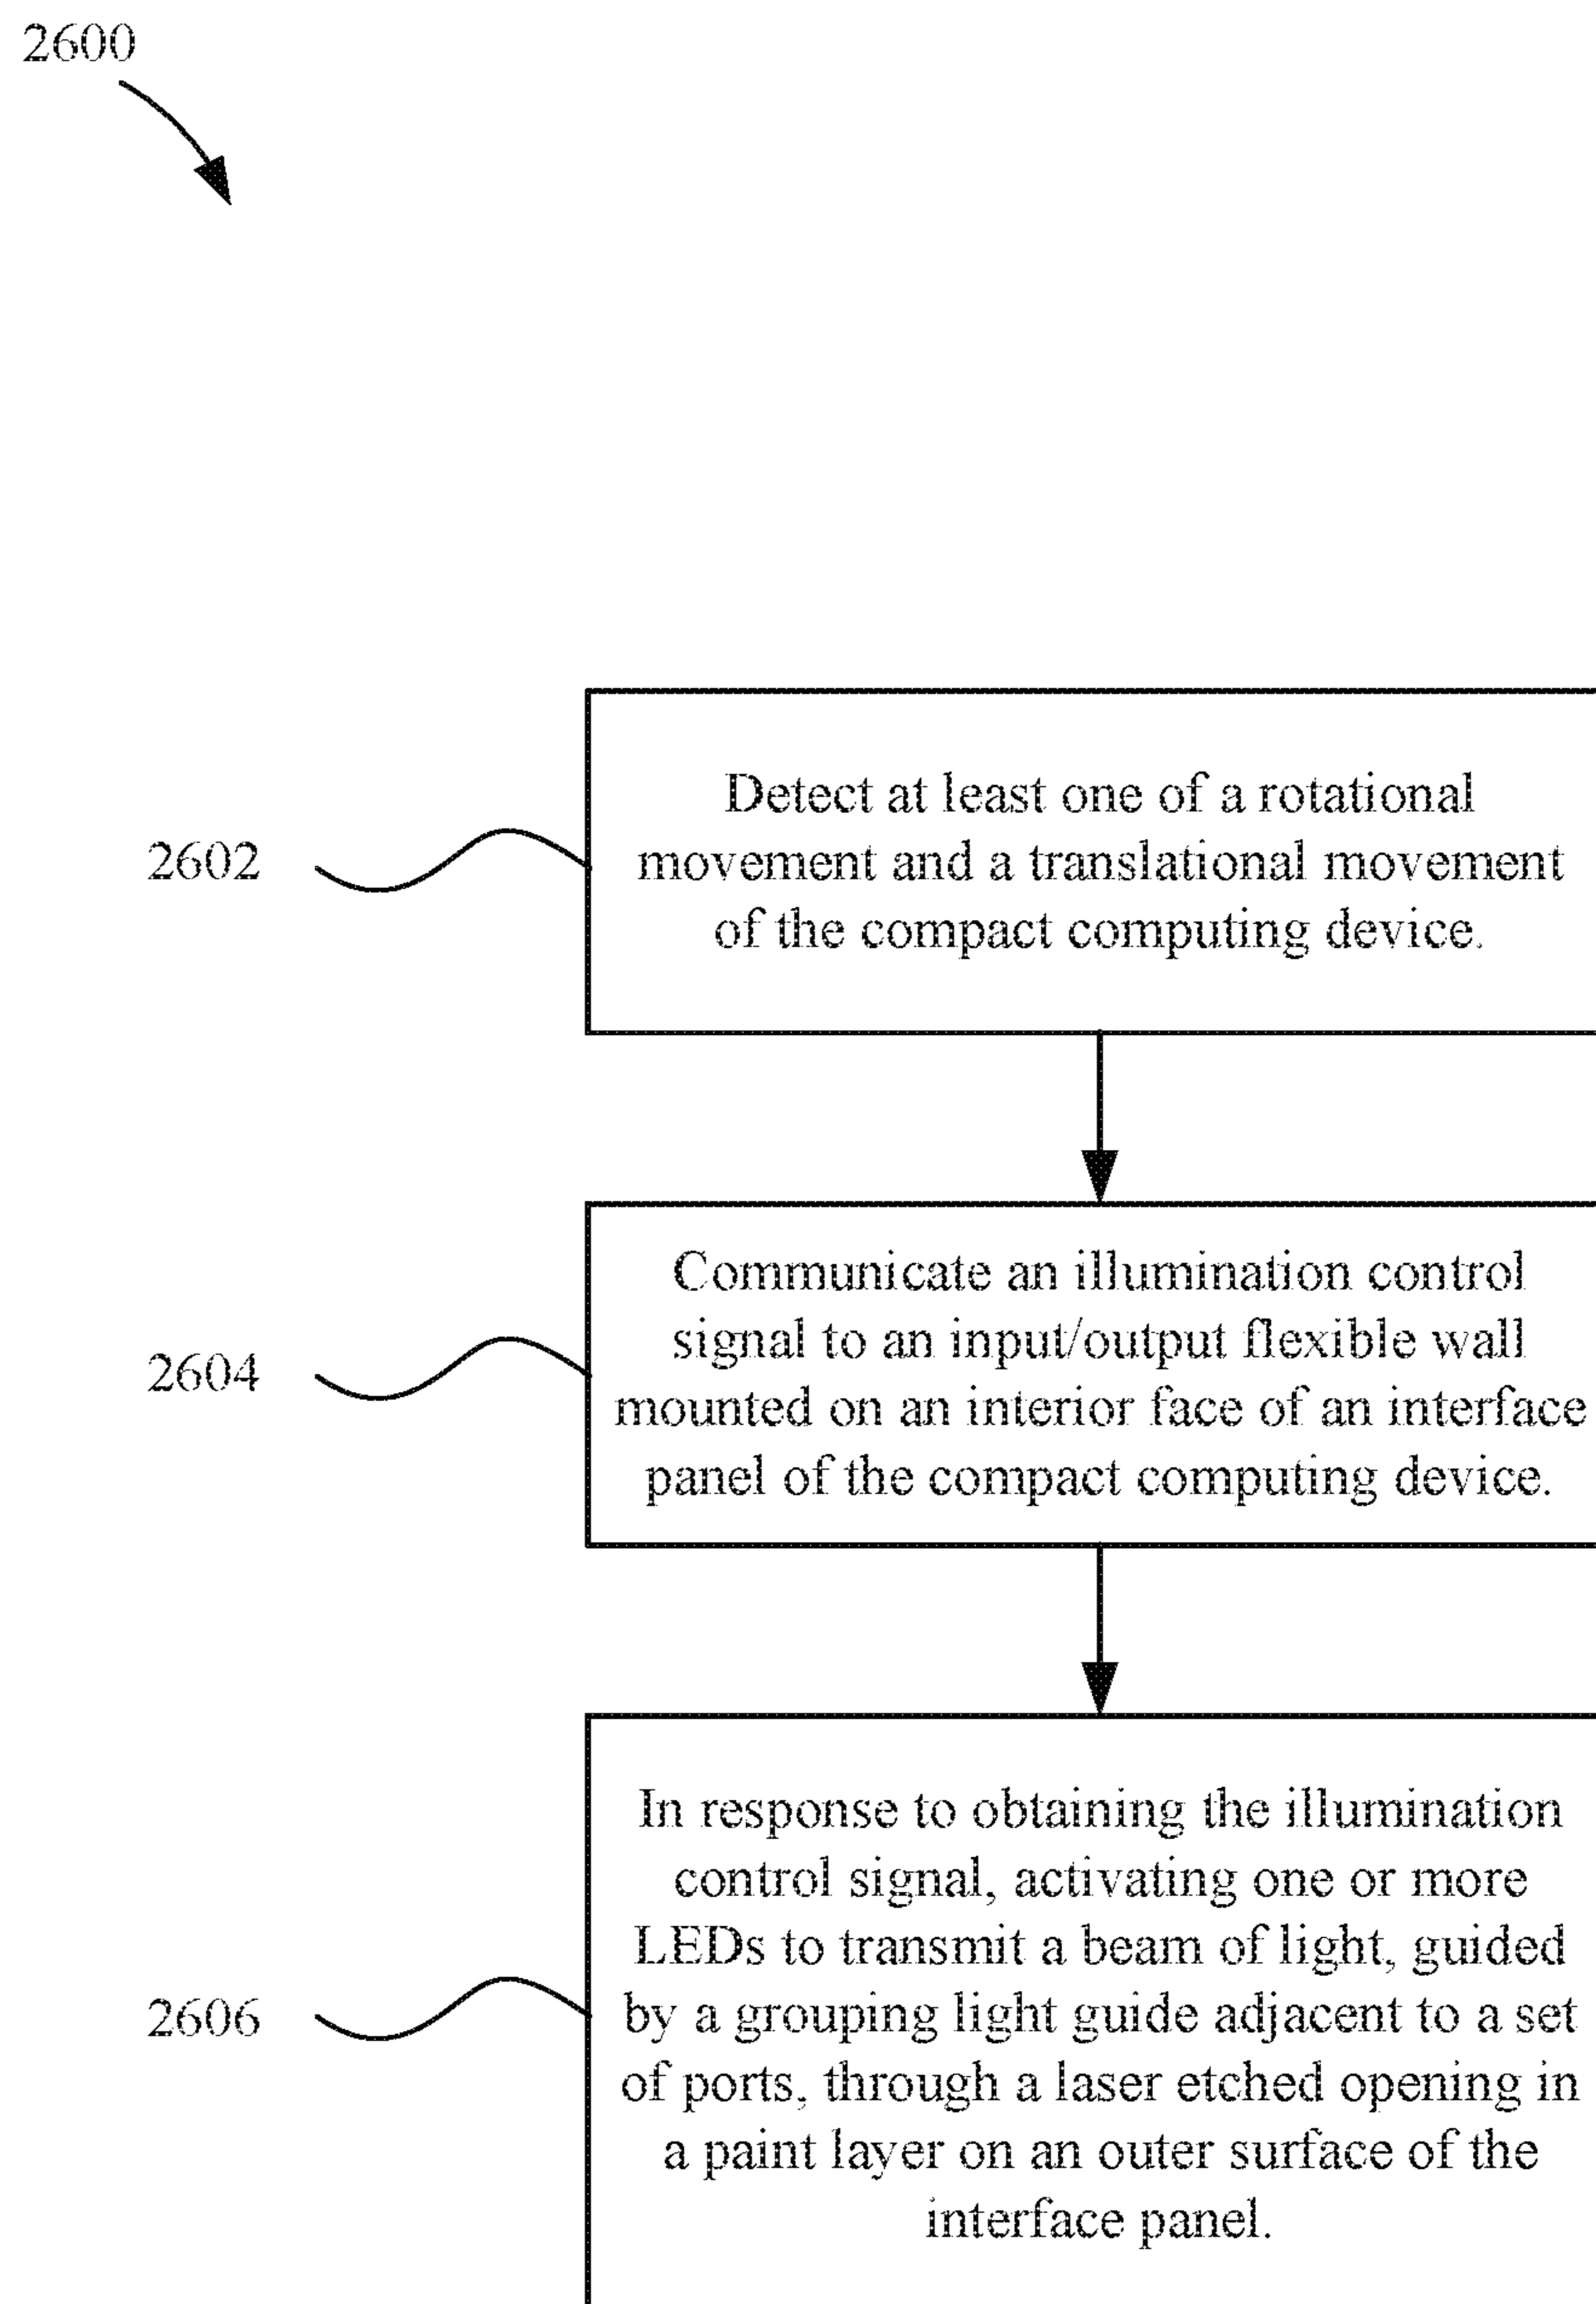 2600
2602
Detect at least one of a rotational
movement and a translational movement
of the compact computing device.
2604
Communicate an illumination control
signal to an input/output flexible wall
mounted on an interior face of an interface
panel of the compact computing device.
2606
In response to obtaining the illumination
control signal, activating one or more
LEDs to transmit a beam of light, guided
by a grouping light guide adjacent to a set
of ports, through a laser etched opening in
a paint layer on an outer surface of the
interface panel.